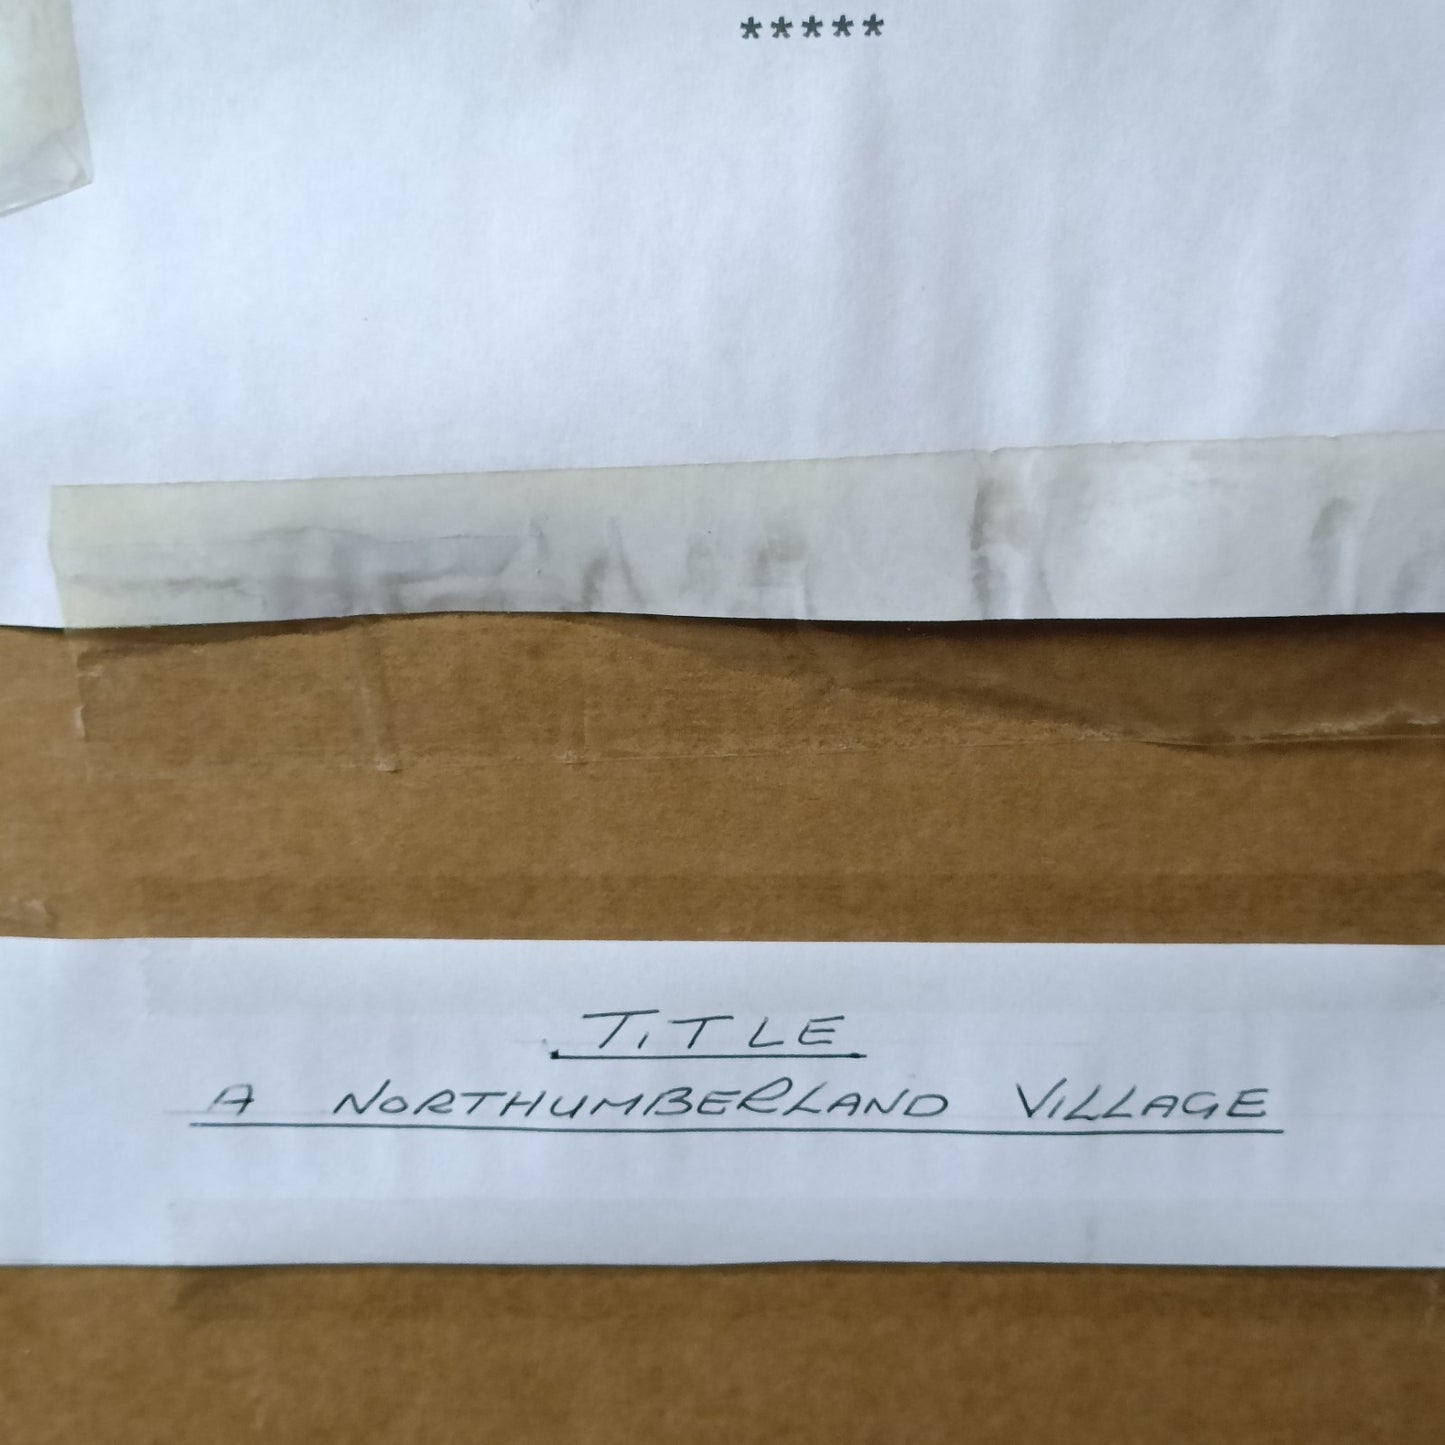 *****
TITLE
A NORTHUMBERLAND VILLAGE